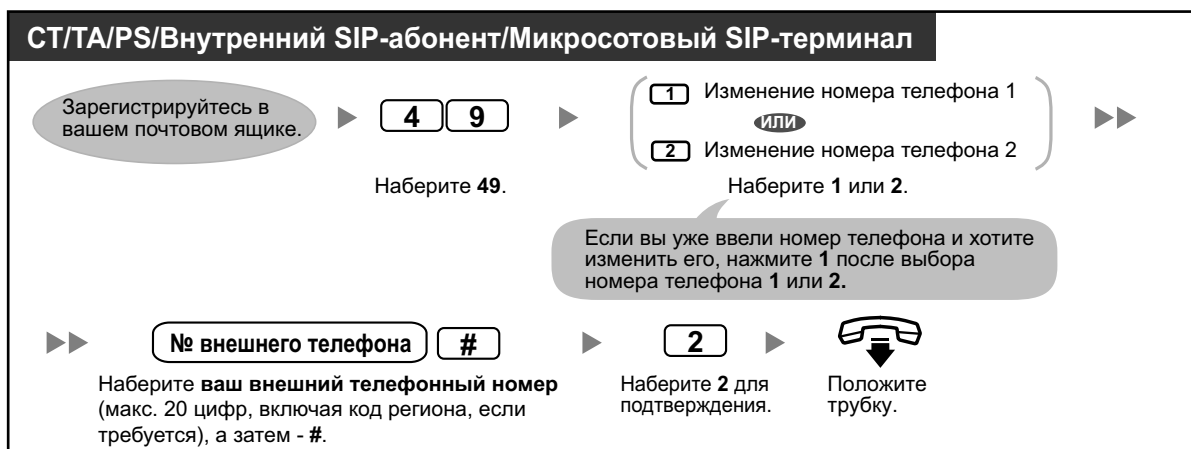 СТ/ТА/PS/Внутренний SIP-абонент/Микросотовый SIP-терминал
Зарегистрируйтесь в
вашем почтовом ящике.
4 9
Наберите 49.
1 Изменение номера телефона 1
или
2 Изменение номера телефона 2
Наберите 1 или 2.
Если вы уже ввели номер телефона и хотите
изменить его, нажмите 1 после выбора
номера телефона 1 или 2.
№ внешнего телефона #
Наберите ваш внешний телефонный номер
(макс. 20 цифр, включая код региона, если
требуется), а затем - #.
2
Наберите 2 для
подтверждения.
Положите
трубку.